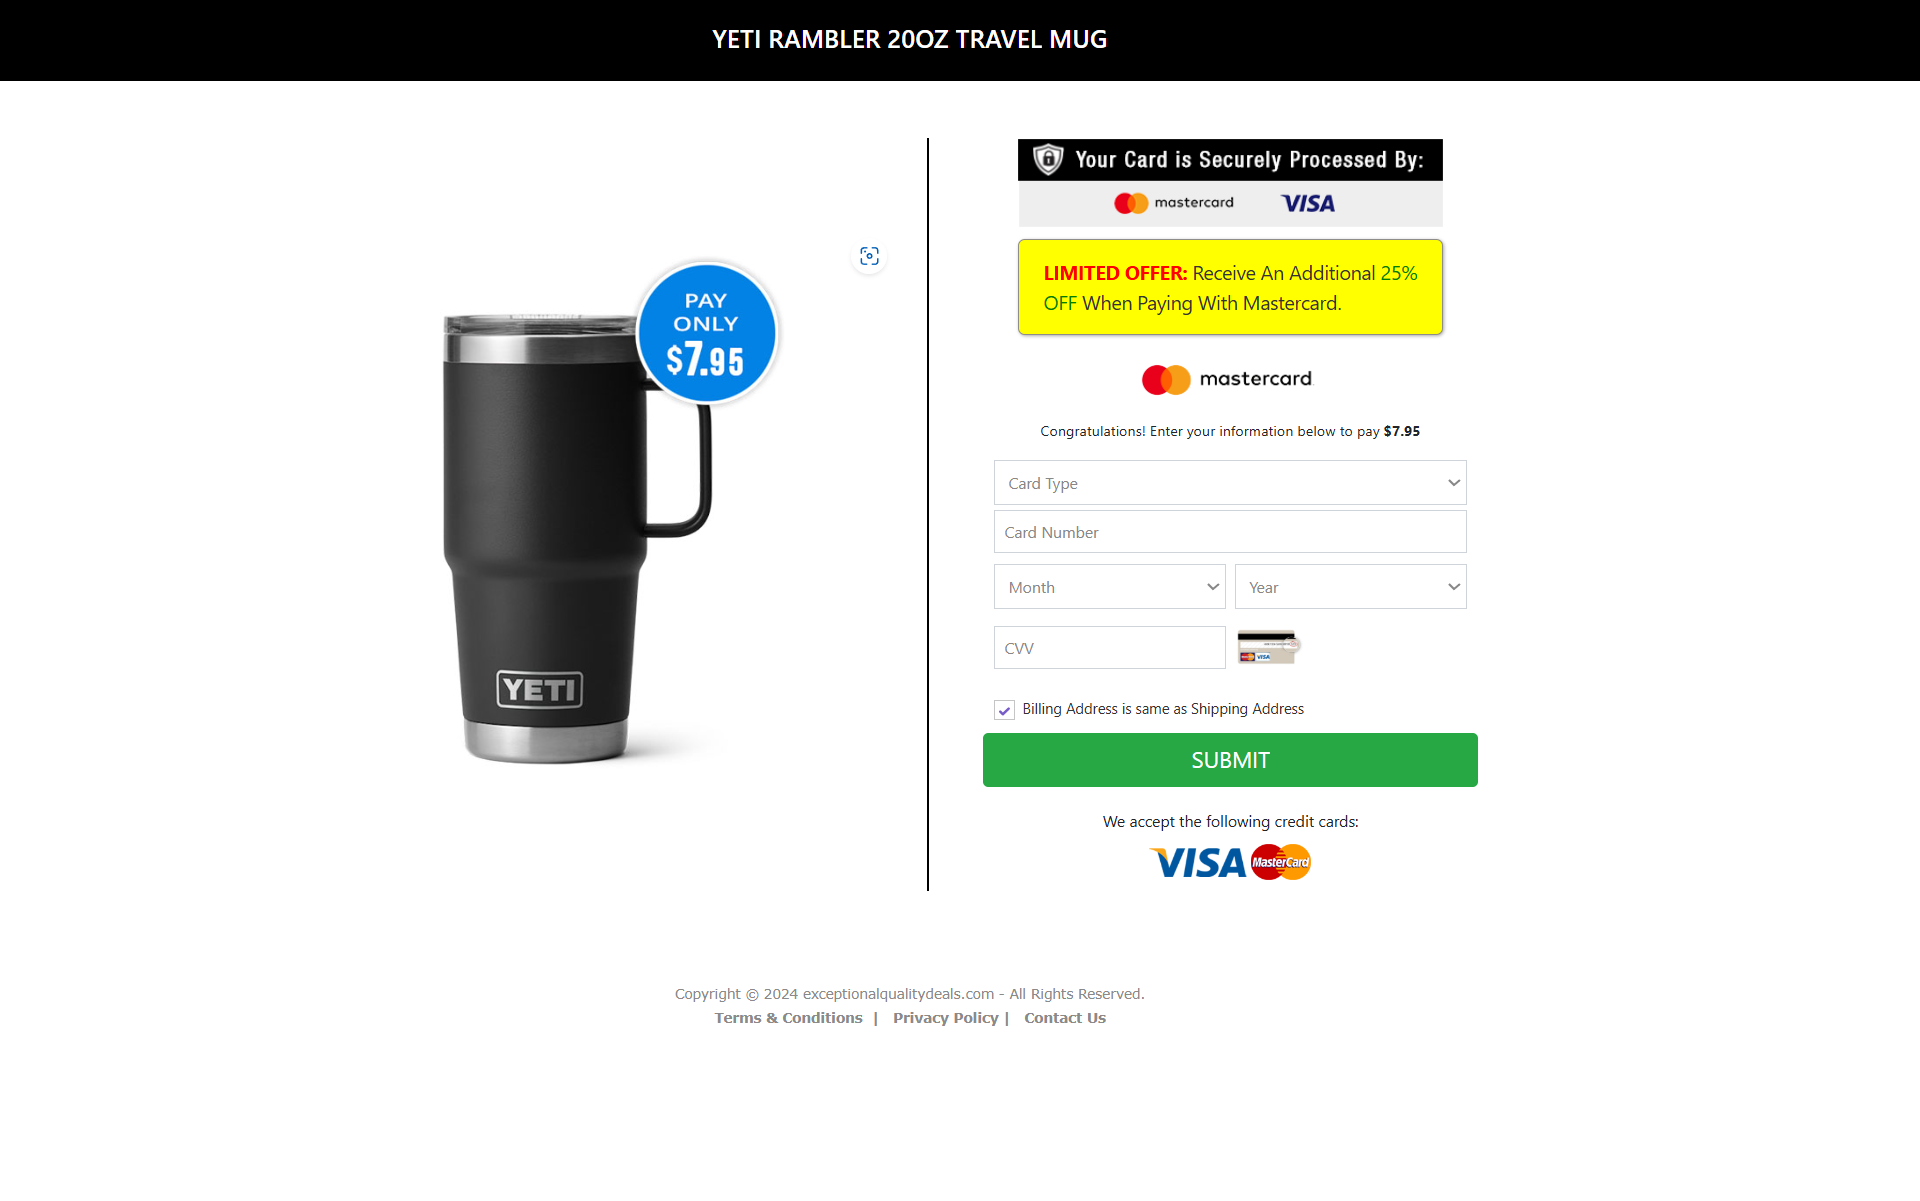 YETI RAMBLER 20OZ TRAVEL MUG
PAY
ONLY
$7.95
YETI
Your Card is Securely Processed By:
mastercard VISA
LIMITED OFFER: Receive An Additional 25%
OFF When Paying With Mastercard.
mastercard
Congratulations! Enter your information below to pay $7.95
Card Type
Card Number
Month Year
CVV
Billing Address is same as Shipping Address
SUBMIT
We accept the following credit cards:
VISA MasterCard
Copyright © 2024 exceptionalqualitydeals.com - All Rights Reserved.
Terms & Conditions | Privacy Policy | Contact Us